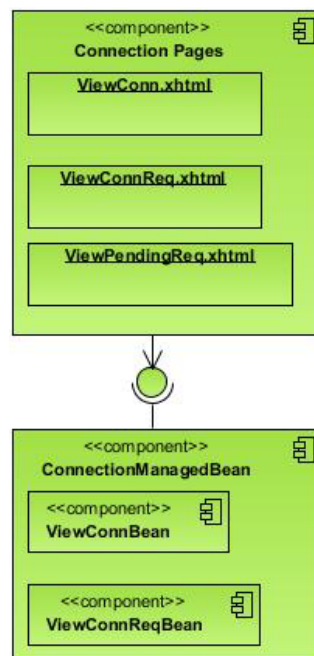 <<component>>
Connection Pages
ViewConn.xhtml
ViewConnReq.xhtml
ViewPendingReq.xhtml
<<component>>
ConnectionManagedBean
<<component>>
ViewConnBean
<<component>>
ViewConnReqBean